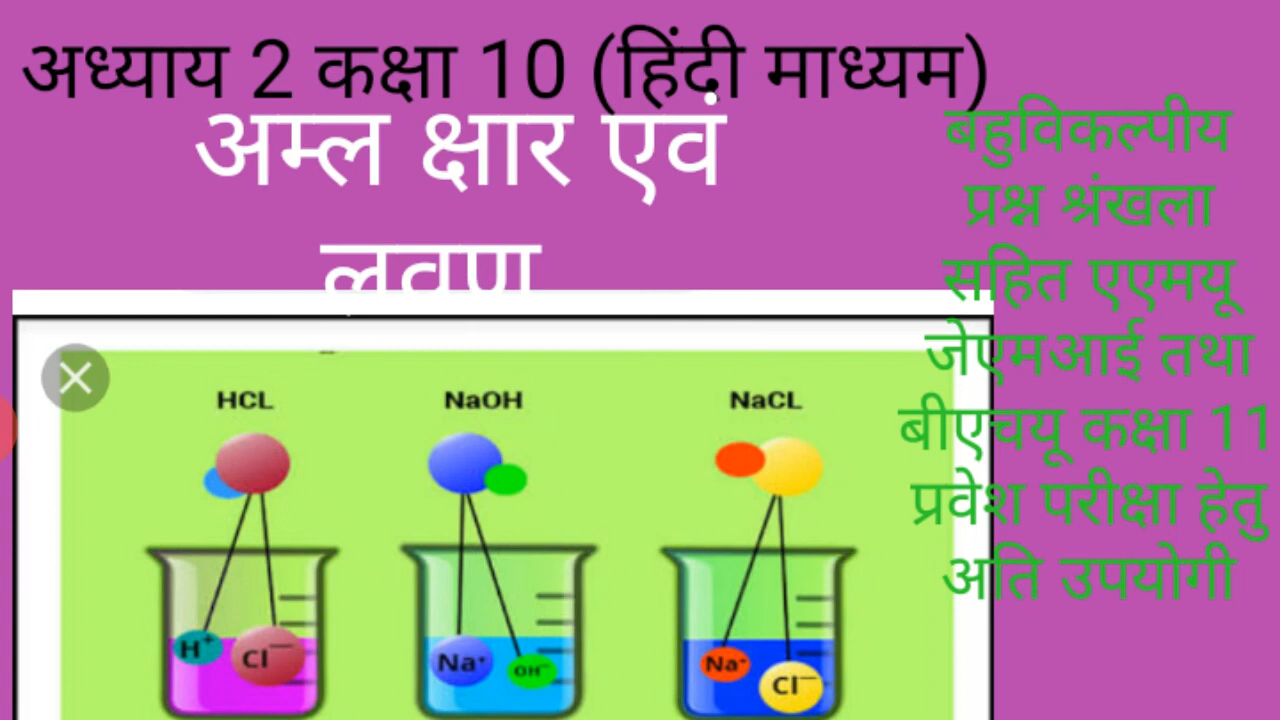 अध्याय 2 कक्षा 10 (हिंदी माध्यम)
अम्ल क्षार एवं
लवण
बहुविकल्पीय
प्रश्न श्रंखला
सहित एएमयू
जेएमआई तथा
बीएचयू कक्षा 11
प्रवेश परीक्षा हेतु
अति उपयोगी
HCL NaOH NaCL
H⁺ Cl⁻ Na⁺ OH⁻ Na⁺ Cl⁻